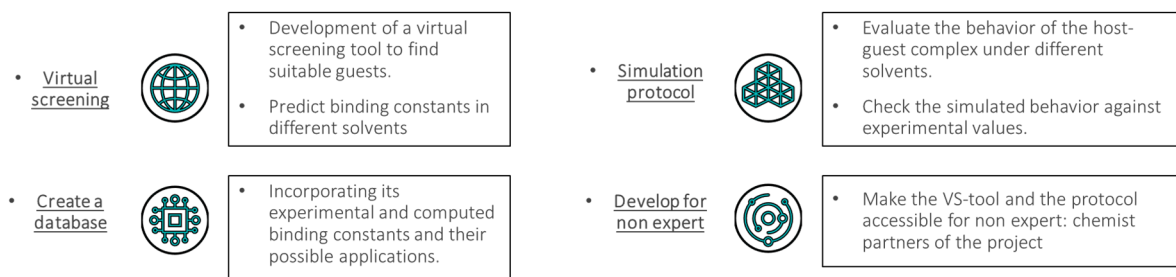 • Virtual
screening
• Development of a virtual
screening tool to find
suitable guests.
• Predict binding constants in
different solvents
• Simulation
protocol
• Evaluate the behavior of the host-
guest complex under different
solvents.
• Check the simulated behavior against
experimental values.
• Create a
database
• Incorporating its
experimental and computed
binding constants and their
possible applications.
• Develop for
non expert
• Make the VS-tool and the protocol
accessible for non expert: chemist
partners of the project